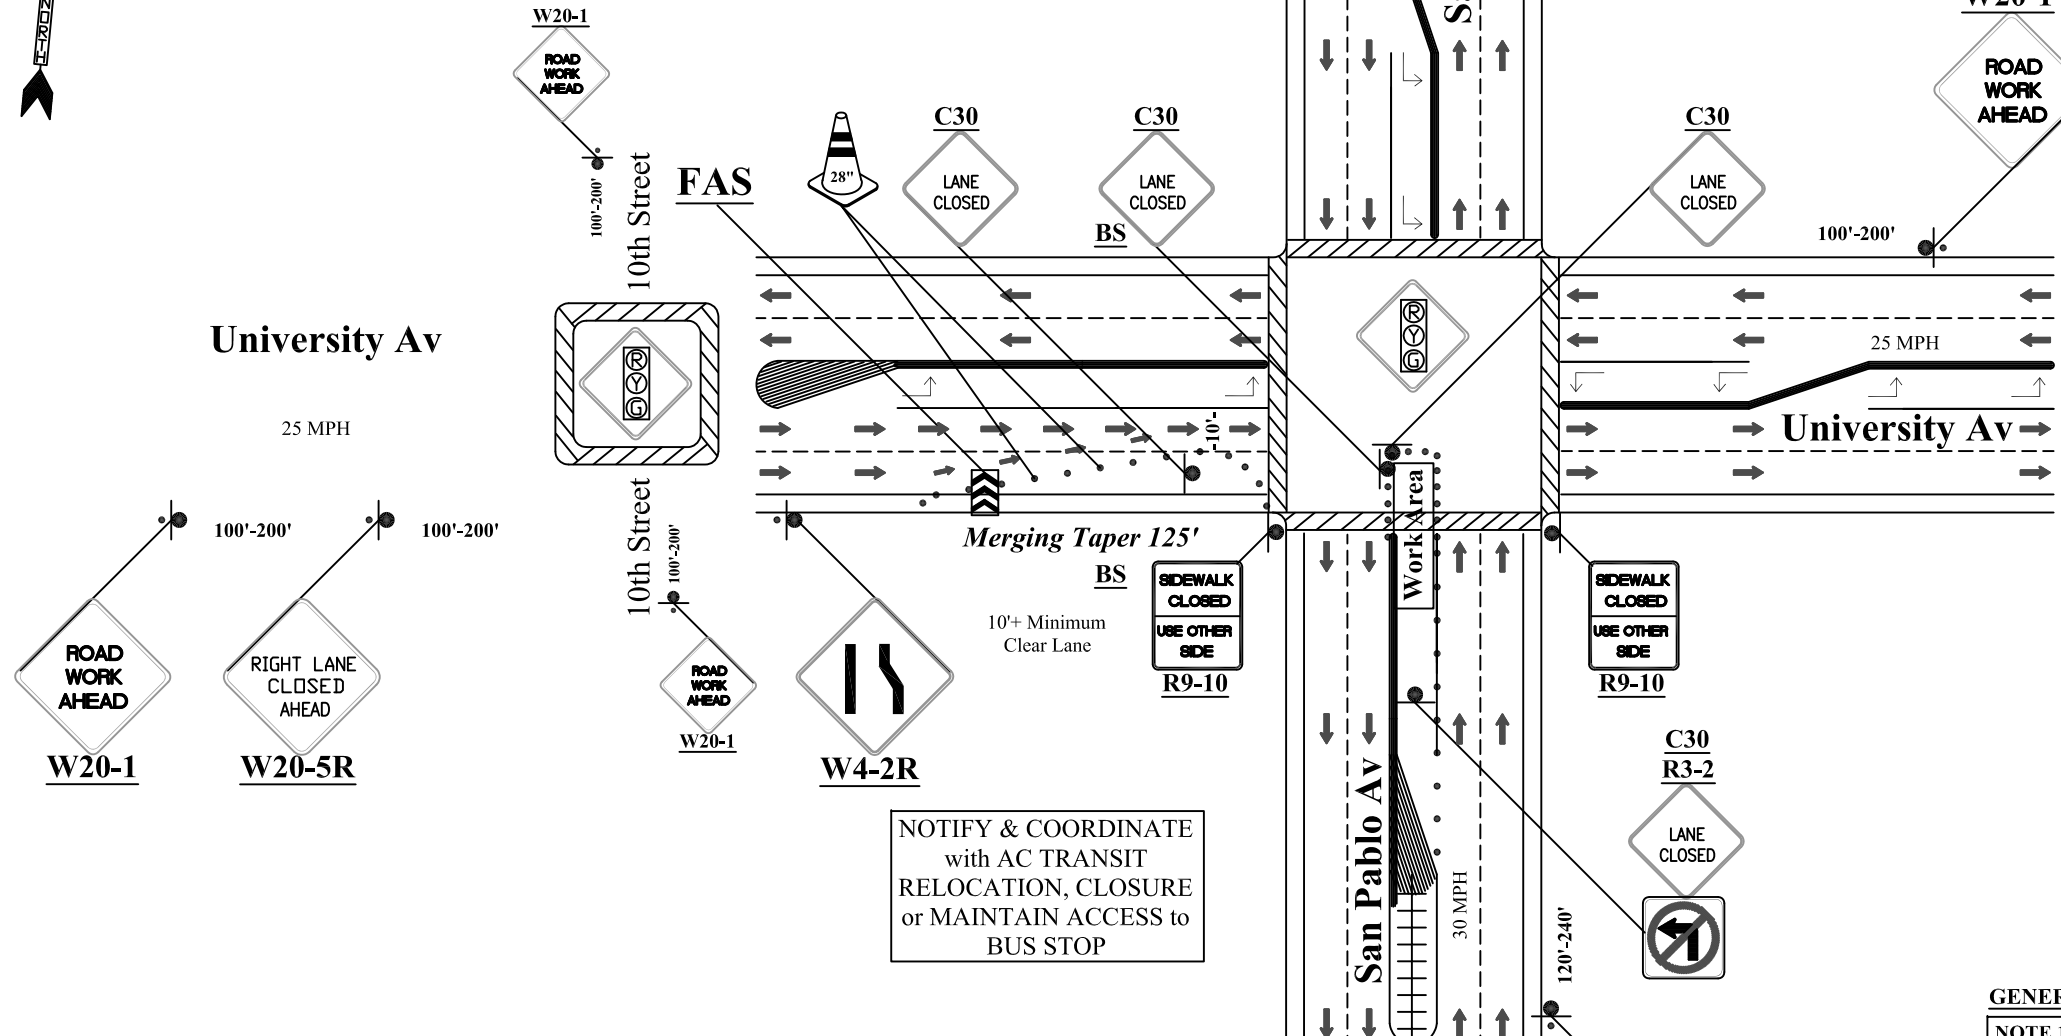 NORTH
W20-1
ROAD
WORK
AHEAD
100'-200'
10th Street
FAS
28"
C30
LANE
CLOSED
C30
LANE
CLOSED
BS
C30
LANE
CLOSED
W20-1
ROAD
WORK
AHEAD
100'-200'
University Av
25 MPH
R
Y
G
R
Y
G
25 MPH
University Av
-10'-
100'-200'
100'-200'
10th Street
100'-200'
Merging Taper 125'
BS
10'+ Minimum
Clear Lane
Work Area
SIDEWALK
CLOSED
USE OTHER
SIDE
R9-10
SIDEWALK
CLOSED
USE OTHER
SIDE
R9-10
ROAD
WORK
AHEAD
W20-1
RIGHT LANE
CLOSED
AHEAD
W20-5R
ROAD
WORK
AHEAD
W20-1
W4-2R
C30
R3-2
LANE
CLOSED
NOTIFY & COORDINATE
with AC TRANSIT
RELOCATION, CLOSURE
or MAINTAIN ACCESS to
BUS STOP
San Pablo Av
30 MPH
120'-240'